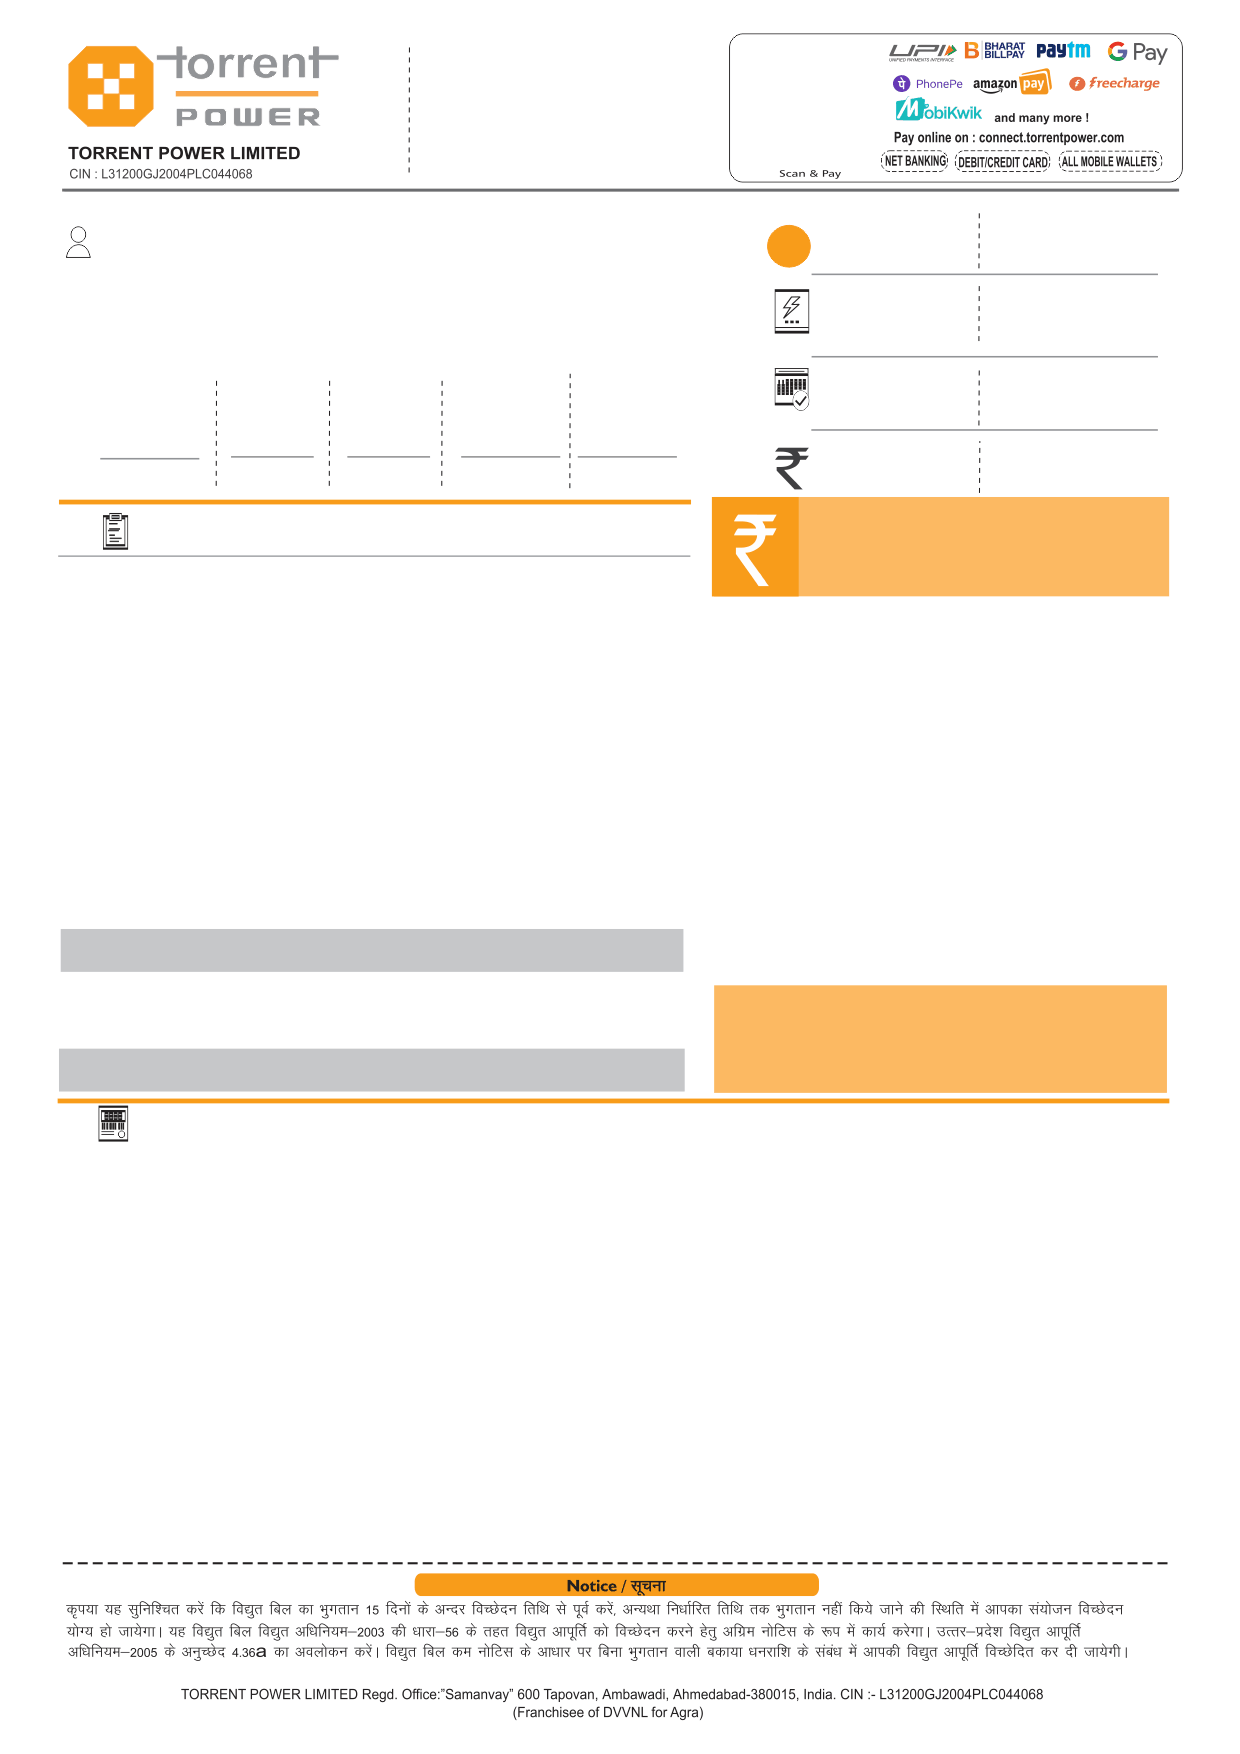 torrent
POWER
TORRENT POWER LIMITED
CIN : L31200GJ2004PLC044068
UPI
UNIFIED PAYMENTS INTERFACE
B BHARAT BILLPAY
paytm
G Pay
पे PhonePe
amazon pay
freecharge
MobiKwik
and many more !
Pay online on : connect.torrentpower.com
NET BANKING DEBIT/CREDIT CARD ALL MOBILE WALLETS
Scan & Pay
₹
₹
Notice / सूचना
कृपया यह सुनिश्चित करें कि विद्युत बिल का भुगतान 15 दिनों के अन्दर विच्छेदन तिथि से पूर्व करें, अन्यथा निर्धारित तिथि तक भुगतान नहीं किये जाने की स्थिति में आपका संयोजन विच्छेदन
योग्य हो जायेगा। यह विद्युत बिल विद्युत अधिनियम–2003 की धारा–56 के तहत विद्युत आपूर्ति को विच्छेदन करने हेतु अग्रिम नोटिस के रूप में कार्य करेगा। उत्तर–प्रदेश विद्युत आपूर्ति
अधिनियम–2005 के अनुच्छेद 4.36a का अवलोकन करें। विद्युत बिल कम नोटिस के आधार पर बिना भुगतान वाली बकाया धनराशि के संबंध में आपकी विद्युत आपूर्ति विच्छेदित कर दी जायेगी।
TORRENT POWER LIMITED Regd. Office:”Samanvay” 600 Tapovan, Ambawadi, Ahmedabad-380015, India. CIN :- L31200GJ2004PLC044068
(Franchisee of DVVNL for Agra)